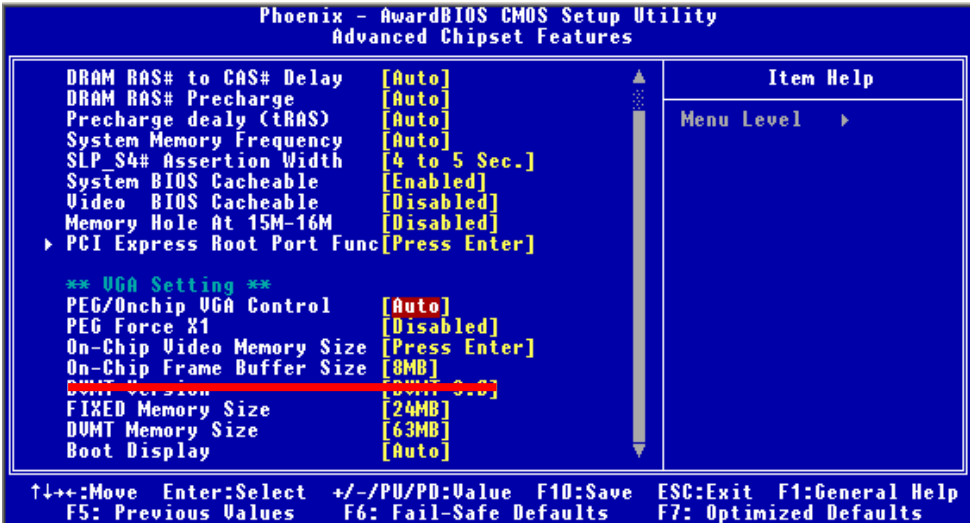 Phoenix - AwardBIOS CMOS Setup Utility
Advanced Chipset Features
DRAM RAS# to CAS# Delay [Auto]
DRAM RAS# Precharge [Auto]
Precharge dealy (tRAS) [Auto]
System Memory Frequency [Auto]
SLP_S4# Assertion Width [4 to 5 Sec.]
System BIOS Cacheable [Enabled]
Video BIOS Cacheable [Disabled]
Memory Hole At 15M-16M [Disabled]
PCI Express Root Port Func[Press Enter]
** VGA Setting **
PEG/Onchip VGA Control [Auto]
PEG Force X1 [Disabled]
On-Chip Video Memory Size [Press Enter]
On-Chip Frame Buffer Size [8MB]
DVMT Version [DVMT 3.0]
FIXED Memory Size [24MB]
DVMT Memory Size [63MB]
Boot Display [Auto]
Item Help
Menu Level
↑↓→←:Move Enter:Select +/-/PU/PD:Value F10:Save ESC:Exit F1:General Help
F5: Previous Values F6: Fail-Safe Defaults F7: Optimized Defaults